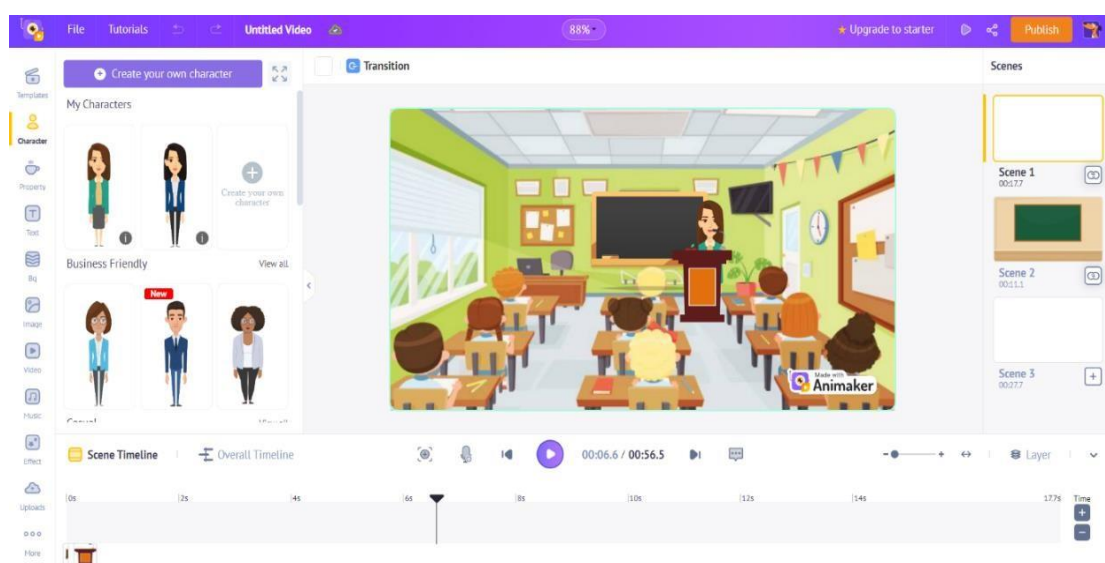 File Tutorials Untitled Video 88% Upgrade to starter Publish
Templates
Character
Property
Text
Bg
Image
Video
Music
Effect
Uploads
More
Create your own character
My Characters
Create your own
character
Business Friendly View all
New
Casual View all
Transition
Made with
Animaker
Scenes
Scene 1
00:17.7
Scene 2
00:11.1
Scene 3
00:27.7
Scene Timeline Overall Timeline 00:06.6 / 00:56.5 Layer
0s 2s 4s 6s 8s 10s 12s 14s 17.7s Time